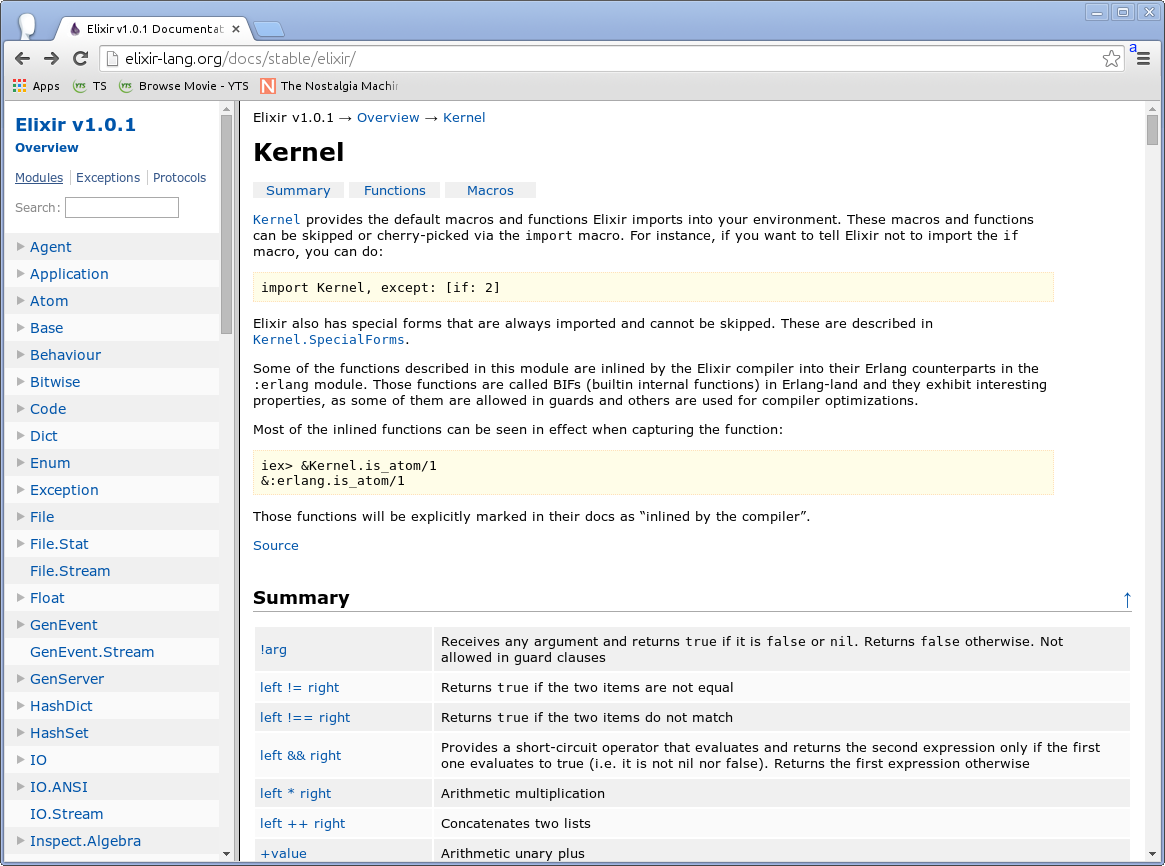 Elixir v1.0.1 Documentat
elixir-lang.org/docs/stable/elixir/
a
Apps
YTS TS
YTS Browse Movie - YTS
N The Nostalgia Machin
Elixir v1.0.1
Overview
Modules Exceptions Protocols
Search:
Agent
Application
Atom
Base
Behaviour
Bitwise
Code
Dict
Enum
Exception
File
File.Stat
File.Stream
Float
GenEvent
GenEvent.Stream
GenServer
HashDict
HashSet
IO
IO.ANSI
IO.Stream
Inspect.Algebra
Elixir v1.0.1 → Overview → Kernel
Kernel
Summary Functions Macros
Kernel provides the default macros and functions Elixir imports into your environment. These macros and functions
can be skipped or cherry-picked via the import macro. For instance, if you want to tell Elixir not to import the if
macro, you can do:
import Kernel, except: [if: 2]
Elixir also has special forms that are always imported and cannot be skipped. These are described in
Kernel.SpecialForms.
Some of the functions described in this module are inlined by the Elixir compiler into their Erlang counterparts in the
:erlang module. Those functions are called BIFs (builtin internal functions) in Erlang-land and they exhibit interesting
properties, as some of them are allowed in guards and others are used for compiler optimizations.
Most of the inlined functions can be seen in effect when capturing the function:
iex> &Kernel.is_atom/1
&:erlang.is_atom/1
Those functions will be explicitly marked in their docs as “inlined by the compiler”.
Source
Summary ↑
!arg
Receives any argument and returns true if it is false or nil. Returns false otherwise. Not
allowed in guard clauses
left != right
Returns true if the two items are not equal
left !== right
Returns true if the two items do not match
left && right
Provides a short-circuit operator that evaluates and returns the second expression only if the first
one evaluates to true (i.e. it is not nil nor false). Returns the first expression otherwise
left * right
Arithmetic multiplication
left ++ right
Concatenates two lists
+value
Arithmetic unary plus